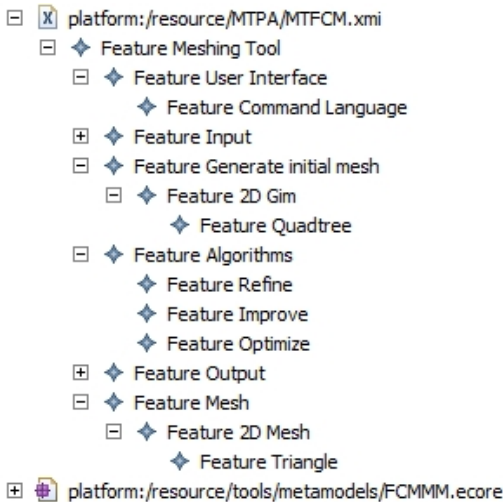 platform:/resource/MTPA/MTFCM.xmi
Feature Meshing Tool
Feature User Interface
Feature Command Language
Feature Input
Feature Generate initial mesh
Feature 2D Gim
Feature Quadtree
Feature Algorithms
Feature Refine
Feature Improve
Feature Optimize
Feature Output
Feature Mesh
Feature 2D Mesh
Feature Triangle
platform:/resource/tools/metamodels/FCMMM.ecore